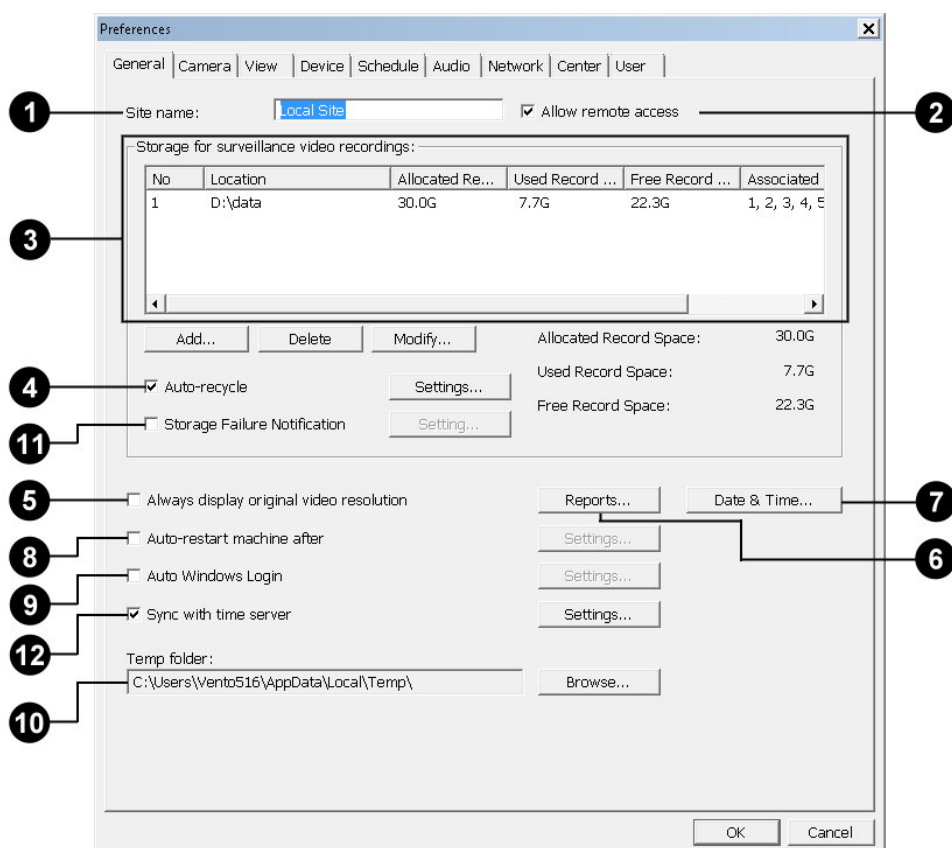 Preferences
General Camera View Device Schedule Audio Network Center User
1 Site name: Local Site Allow remote access 2
Storage for surveillance video recordings:
No Location Allocated Re... Used Record ... Free Record ... Associated
1 D:\data 30.0G 7.7G 22.3G 1, 2, 3, 4, 5
3
Add... Delete Modify... Allocated Record Space: 30.0G
Used Record Space: 7.7G
4 Auto-recycle Settings...
Free Record Space: 22.3G
11 Storage Failure Notification Setting...
5 Always display original video resolution Reports... Date & Time... 7
8 Auto-restart machine after Settings... 6
9 Auto Windows Login Settings...
12 Sync with time server Settings...
Temp folder:
10 C:\Users\Vento516\AppData\Local\Temp\ Browse...
OK Cancel